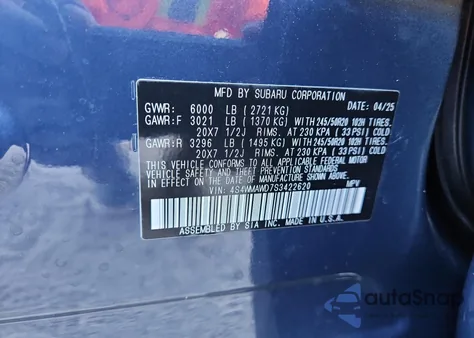 MFD BY SUBARU CORPORATION
GVWR: 6000 LB (2721 KG) DATE: 04/25
GAWR:F 3021 LB (1370 KG) WITH 245/50R20 102H TIRES.
20X7 1/2J RIMS. AT 230 KPA (33 PSI) COLD
GAWR:R 3296 LB (1495 KG) WITH 245/50R20 102H TIRES.
20X7 1/2J RIMS. AT 230 KPA (33 PSI) COLD
THIS VEHICLE CONFORMS TO ALL APPLICABLE FEDERAL MOTOR
VEHICLE SAFETY AND THEFT PREVENTION STANDARDS IN EFFECT
ON THE DATE OF MANUFACTURE SHOWN ABOVE.
VIN: 4S4WMAWD7S3422620 MPV
ASSEMBLED BY SIA INC. MADE IN U.S.A.
autoSnap